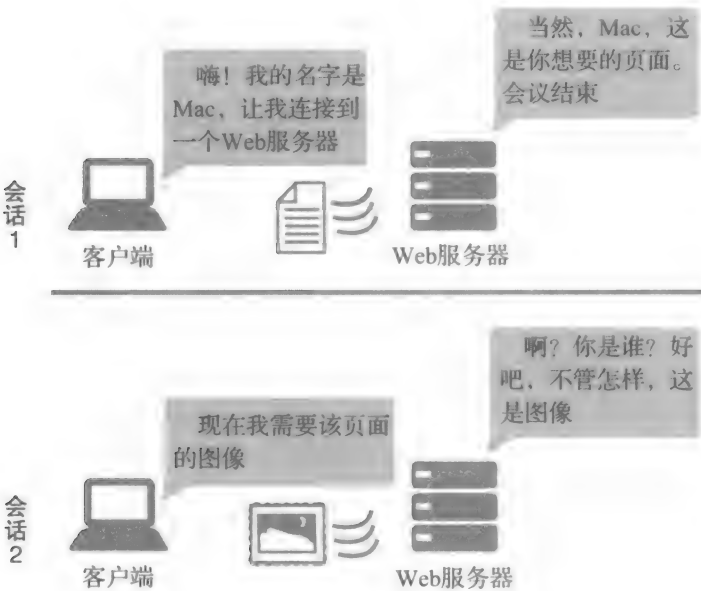 当然，Mac，这
是你想要的页面。
会议结束
嗨！我的名字是
Mac，让我连接到
一个Web服务器
会话1
客户端
Web服务器
啊？你是谁？好
吧，不管怎样，这
是图像
现在我需要该页面
的图像
会话2
客户端
Web服务器